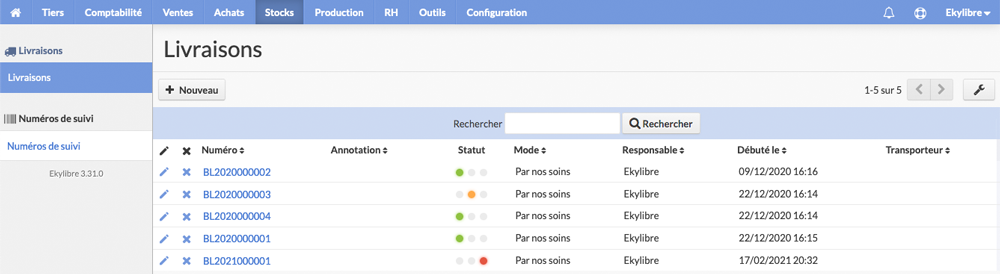 Tiers Comptabilité Ventes Achats Stocks Production RH Outils Configuration Ekylibre
Livraisons
Livraisons
Numéros de suivi
Numéros de suivi
Ekylibre 3.31.0
Livraisons
Nouveau 1-5 sur 5
Rechercher Rechercher
Numéro Annotation Statut Mode Responsable Débuté le Transporteur
BL2020000002 Par nos soins Ekylibre 09/12/2020 16:16
BL2020000003 Par nos soins Ekylibre 22/12/2020 16:14
BL2020000004 Par nos soins Ekylibre 22/12/2020 16:14
BL2020000001 Par nos soins Ekylibre 22/12/2020 16:15
BL2021000001 Par nos soins Ekylibre 17/02/2021 20:32